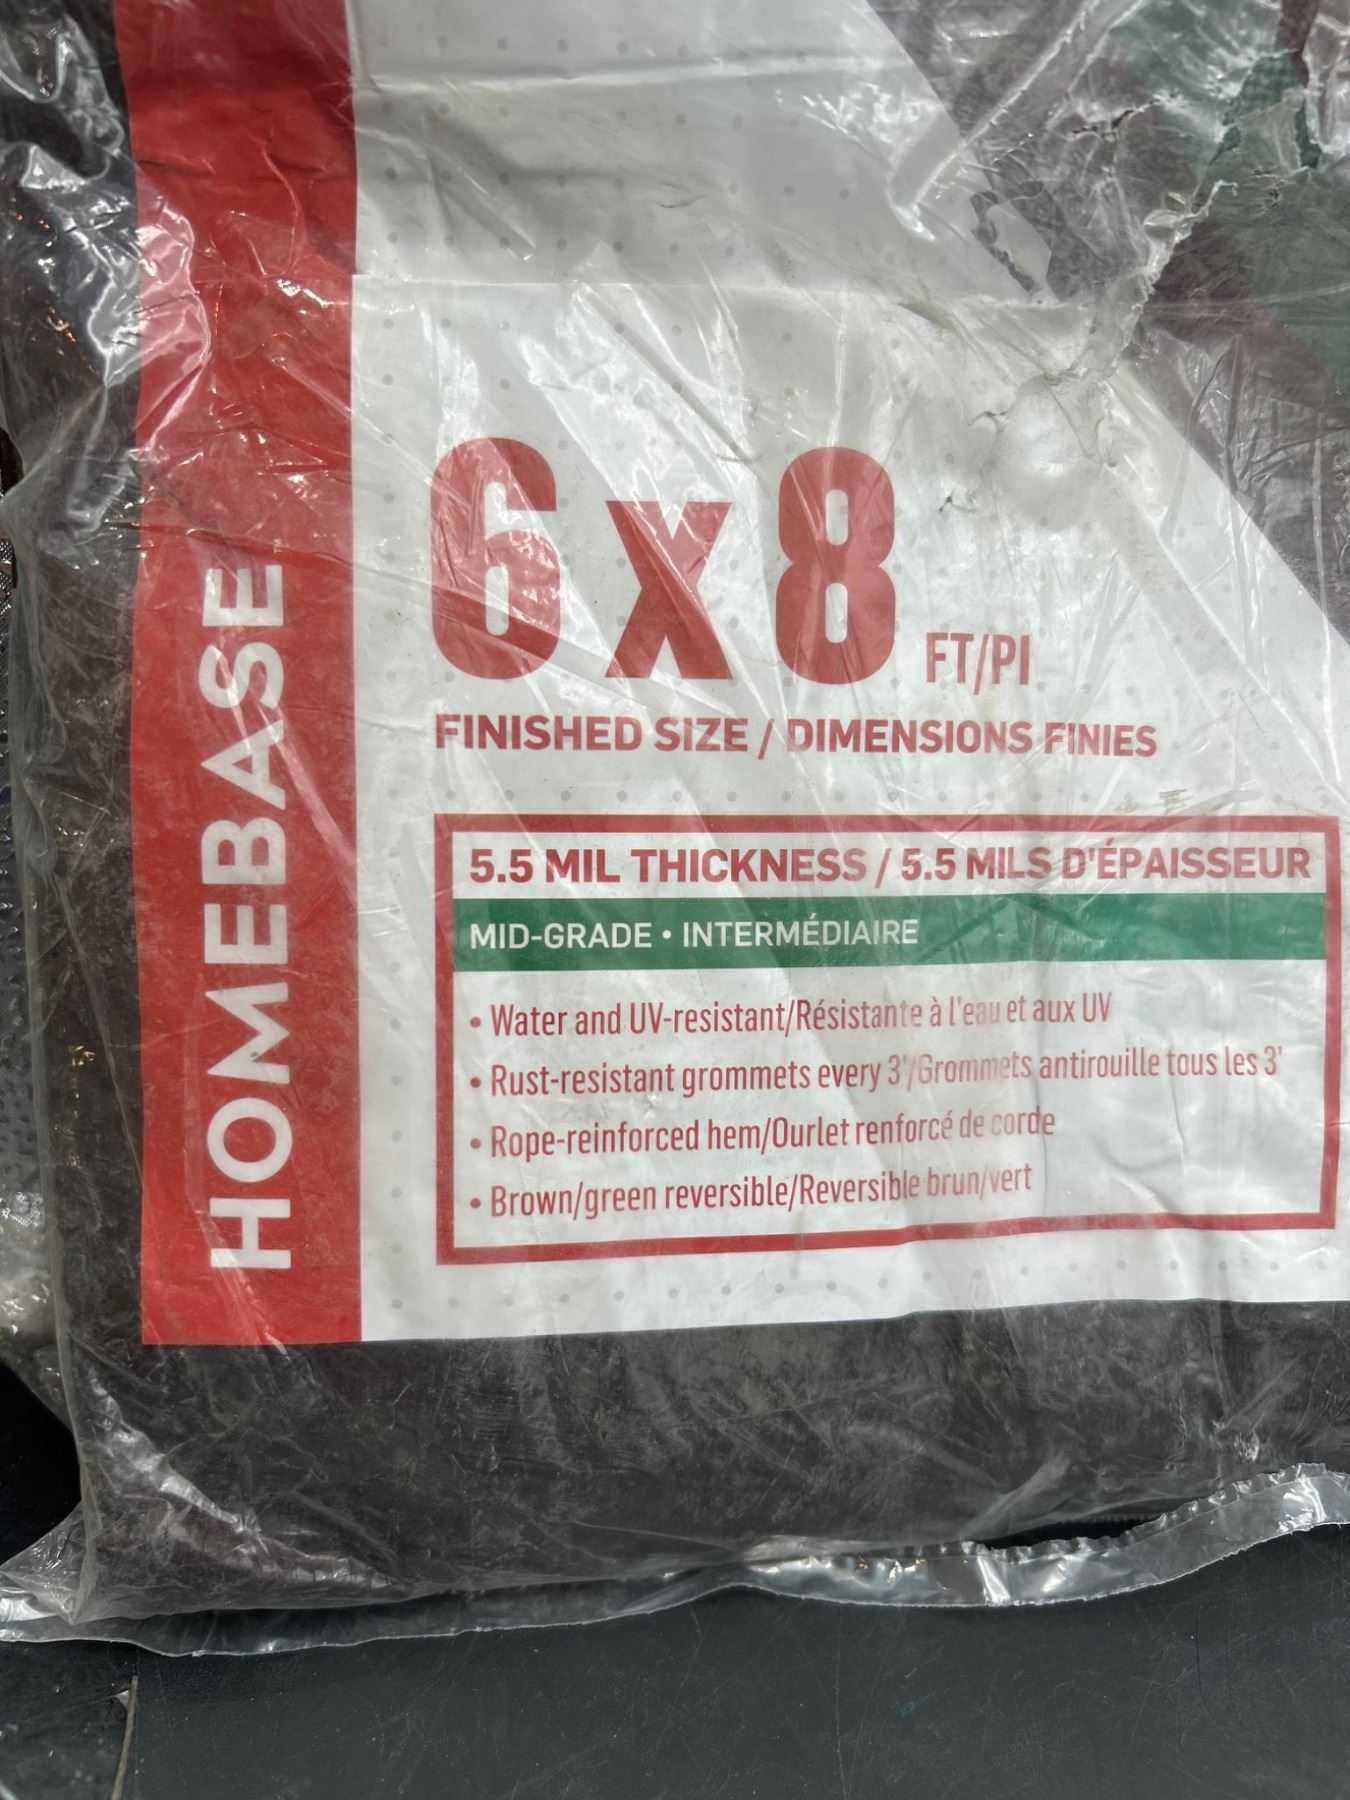 HOMEBASE
6x8 FT/PI
FINISHED SIZE / DIMENSIONS FINIES
5.5 MIL THICKNESS / 5.5 MILS D'ÉPAISSEUR
MID-GRADE • INTERMÉDIAIRE
• Water and UV-resistant/Résistante à l'eau et aux UV
• Rust-resistant grommets every 3'/Grommets antirouille tous les 3'
• Rope-reinforced hem/Ourlet renforcé de corde
• Brown/green reversible/Reversible brun/vert